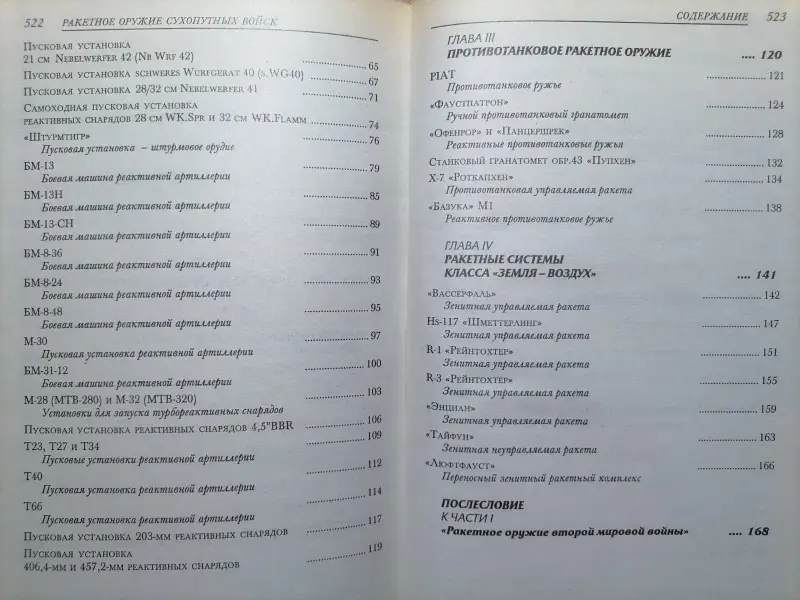 522 РАКЕТНОЕ ОРУЖИЕ СУХОПУТНЫХ ВОЙСК
Пусковая установка
21 см Nebelwerfer 42 (Nb Wrf 42) 65
Пусковая установка schweres Wurfgerat 40 (s.WG40) 67
Пусковая установка 28/32 см Nebelwerfer 41 71
Самоходная пусковая установка
реактивных снарядов 28 см WK.Spr и 32 см WK.Flamm 74
«Штурмтигр» 76
Пусковая установка – штурмовое орудие
БМ-13 79
Боевая машина реактивной артиллерии
БМ-13Н 85
Боевая машина реактивной артиллерии
БМ-13-СН 89
Боевая машина реактивной артиллерии
БМ-8-36 91
Боевая машина реактивной артиллерии
БМ-8-24 93
Боевая машина реактивной артиллерии
БМ-8-48 95
Боевая машина реактивной артиллерии
М-30 97
Пусковая установка реактивной артиллерии
БМ-31-12 100
Боевая машина реактивной артиллерии
М-28 (МТВ-280) и М-32 (МТВ-320) 103
Установки для запуска турбореактивных снарядов
Пусковая установка реактивных снарядов 4,5"BBR 106
Т23, Т27 и Т34 109
Пусковые установки реактивной артиллерии
Т40 112
Пусковая установка реактивной артиллерии
Т66 114
Пусковая установка реактивной артиллерии
Пусковая установка 203-мм реактивных снарядов 117
Пусковая установка
406,4-мм и 457,2-мм реактивных снарядов 119
СОДЕРЖАНИЕ 523
ГЛАВА III
ПРОТИВОТАНКОВОЕ РАКЕТНОЕ ОРУЖИЕ .... 120
PIAT 121
Противотанковое ружье
«Фаустпатрон» 124
Ручной противотанковый гранатомет
«Офенрор» и «Панцершрек» 128
Реактивные противотанковые ружья
Станковый гранатомет обр.43 «Пупхен» 132
Х-7 «Роткапхен» 134
Противотанковая управляемая ракета
«Базука» М1 138
Реактивное противотанковое ружье
ГЛАВА IV
РАКЕТНЫЕ СИСТЕМЫ
КЛАССА «ЗЕМЛЯ – ВОЗДУХ» .... 141
«Вассерфаль» 142
Зенитная управляемая ракета
Hs-117 «Шметтерлинг» 147
Зенитная управляемая ракета
R-1 «Рейнтохтер» 151
Зенитная управляемая ракета
R-3 «Рейнтохтер» 155
Зенитная управляемая ракета
«Энциан» 159
Зенитная управляемая ракета
«Тайфун» 163
Зенитная неуправляемая ракета
«Люфтфауст» 166
Переносный зенитный ракетный комплекс
ПОСЛЕСЛОВИЕ
К ЧАСТИ I
«Ракетное оружие второй мировой войны» .... 168